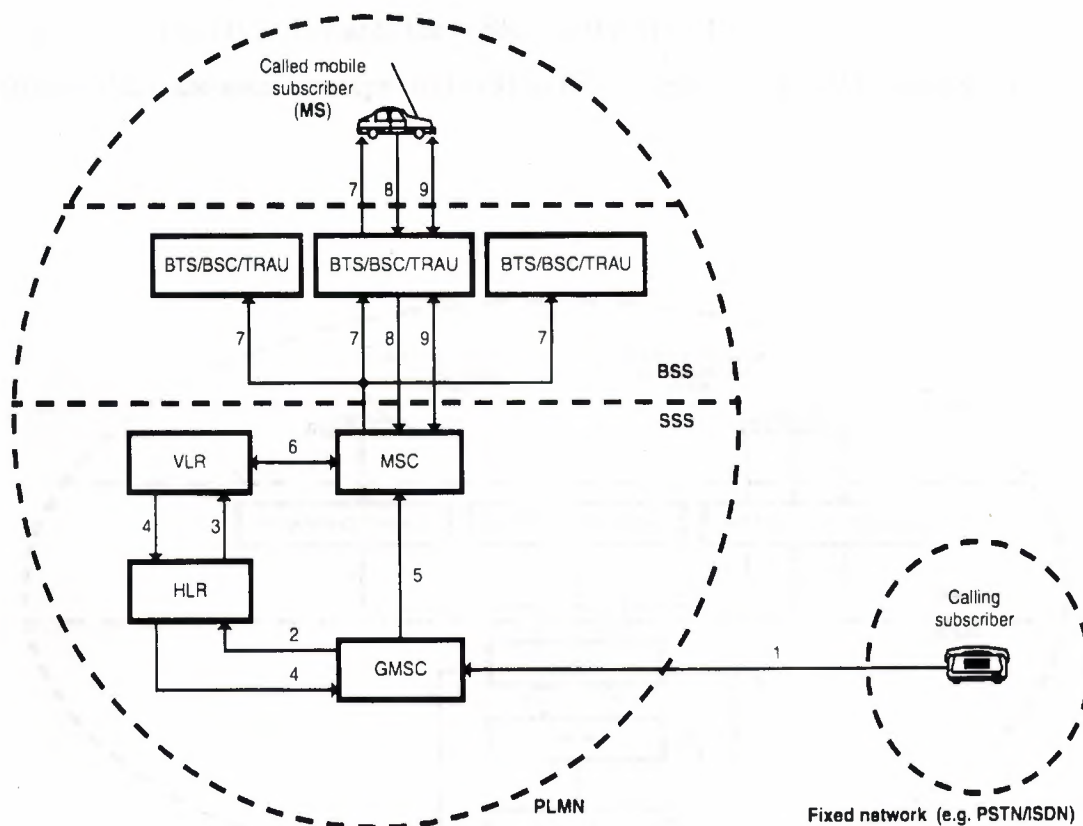 Called mobile
subscriber
(MS)
7
8
9
BTS/BSC/TRAU
BTS/BSC/TRAU
BTS/BSC/TRAU
7
7
8
9
7
BSS
SSS
VLR
6
MSC
4
3
5
HLR
2
4
GMSC
1
Calling
subscriber
PLMN
Fixed network (e.g. PSTN/ISDN)